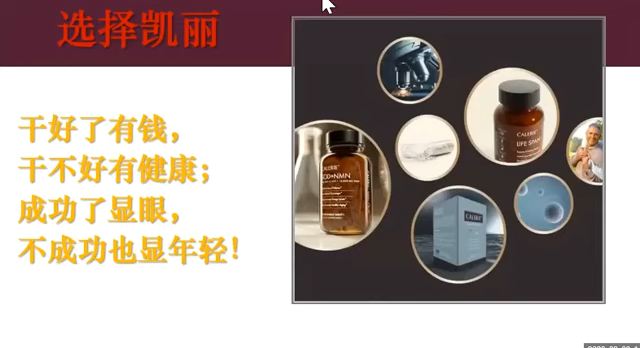 选择凯丽
干好了有钱，
干不好有健康；
成功了显眼，
不成功也显年轻！
CALERIE
LIFE STAY
CALERIE
+NMN
CALERIE